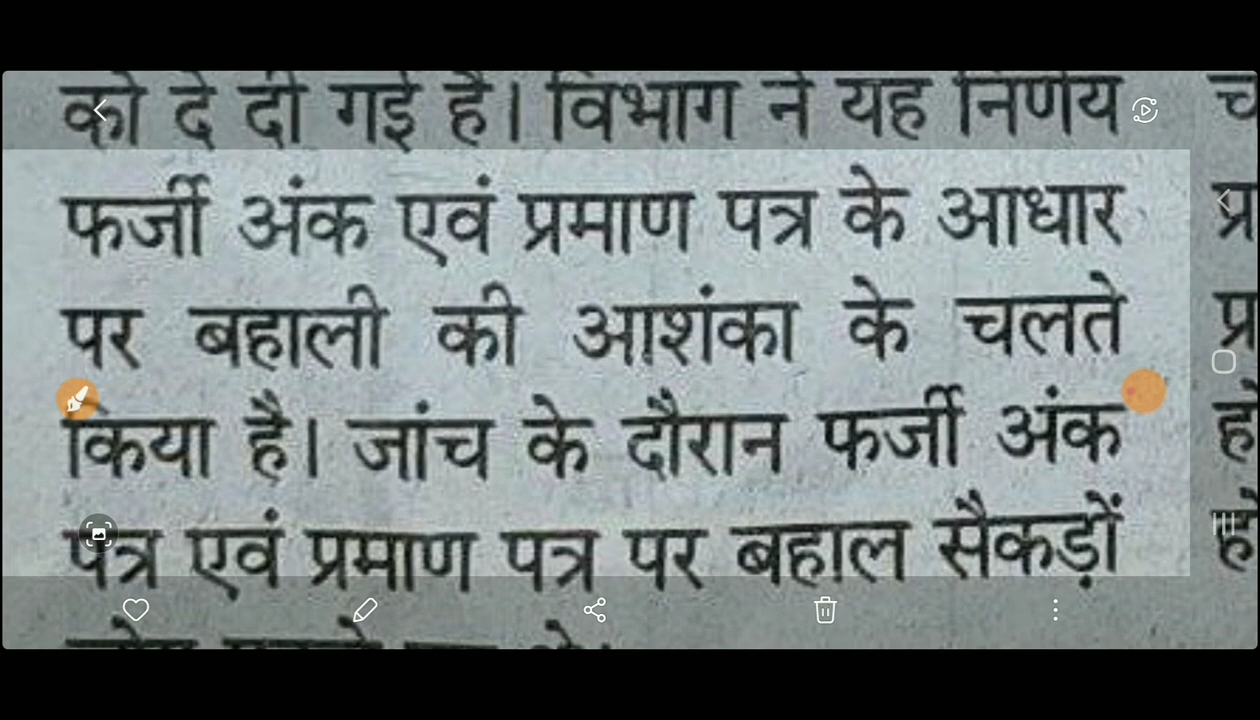 को दे दी गई है। विभाग ने यह निर्णय
फर्जी अंक एवं प्रमाण पत्र के आधार
पर बहाली की आशंका के चलते
किया है। जांच के दौरान फर्जी अंक
पत्र एवं प्रमाण पत्र पर बहाल सैकड़ों